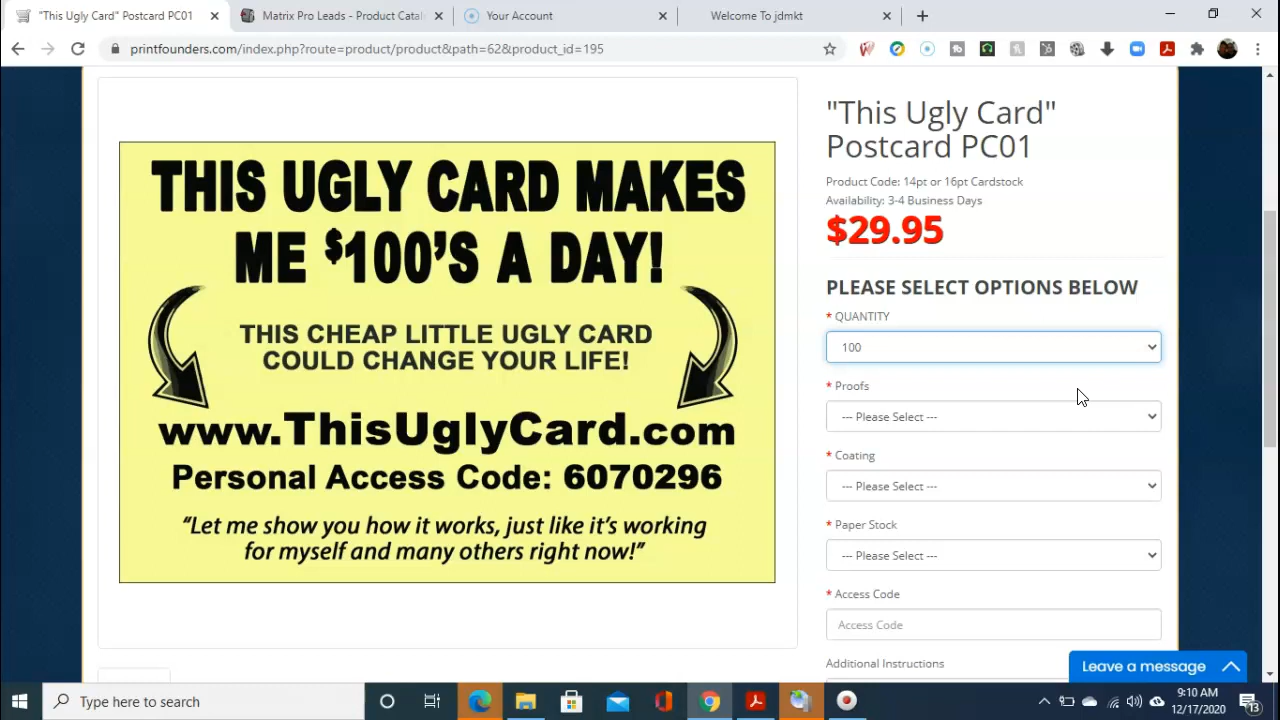 "This Ugly Card" Postcard PC01
Matrix Pro Leads - Product Catal
Your Account
Welcome To jdmkt
printfounders.com/index.php?route=product/product&path=62&product_id=195
THIS UGLY CARD MAKES
ME $100'S A DAY!
THIS CHEAP LITTLE UGLY CARD
COULD CHANGE YOUR LIFE!
www.ThisUglyCard.com
Personal Access Code: 6070296
“Let me show you how it works, just like it’s working
for myself and many others right now!”
"This Ugly Card"
Postcard PC01
Product Code: 14pt or 16pt Cardstock
Availability: 3-4 Business Days
$29.95
PLEASE SELECT OPTIONS BELOW
* QUANTITY
100
* Proofs
--- Please Select ---
* Coating
--- Please Select ---
* Paper Stock
--- Please Select ---
* Access Code
Access Code
Additional Instructions
Leave a message
Type here to search
9:10 AM
12/17/2020
13